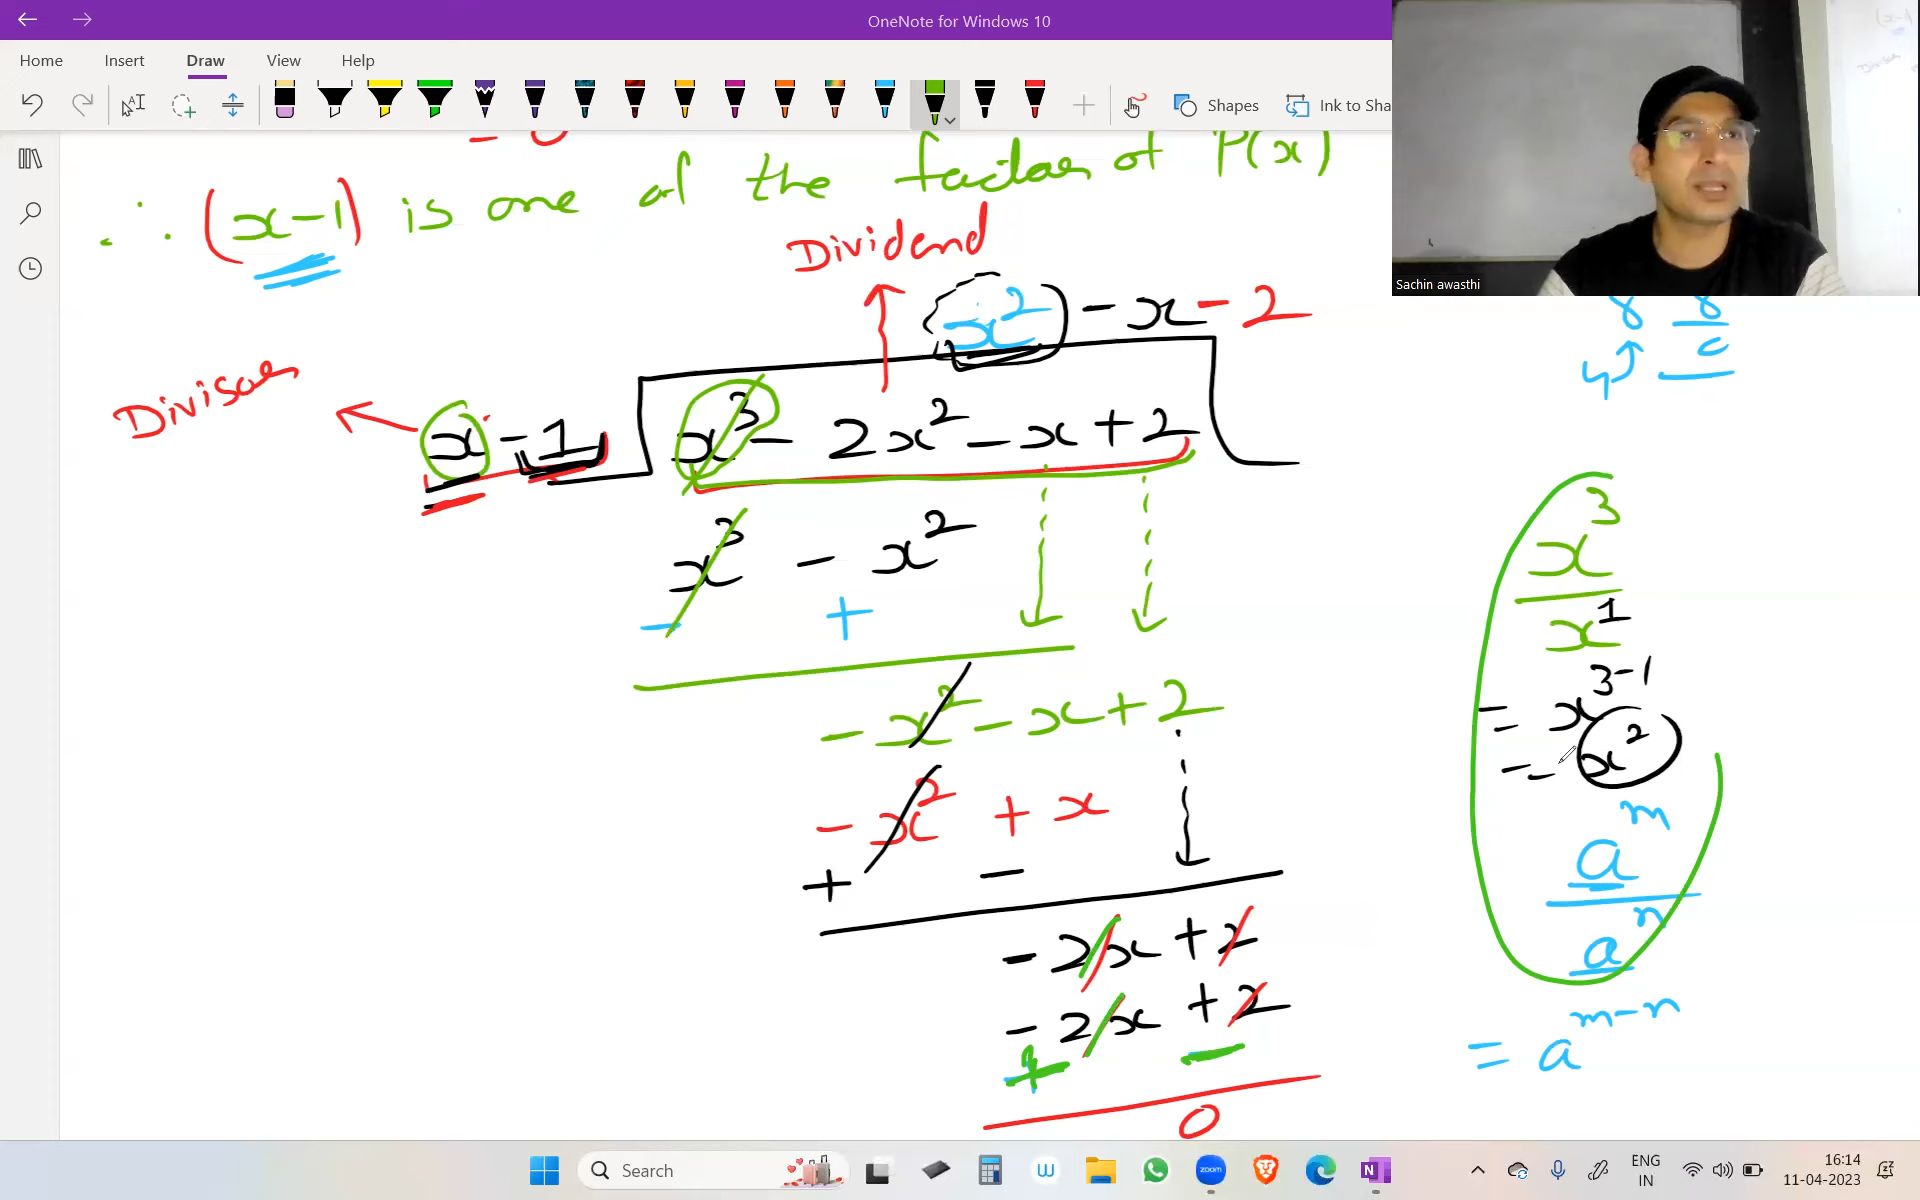 OneNote for Windows 10
Home Insert Draw View Help
Shapes Ink to Sha
Sachin awasthi
∴ (x-1) is one of the factors of P(x)
Dividend
x² - x - 2
Divisor
x - 1 x³ - 2x² - x + 2
x³ - x²
- +
- x² - x + 2
- x² + x
+ -
- 2x + 2
- 2x + 2
+ -
0
x³
x¹
= x³⁻¹
= x²
aᵐ
aⁿ
= aᵐ⁻ⁿ
Search
zoom
ENG
IN
16:14
11-04-2023